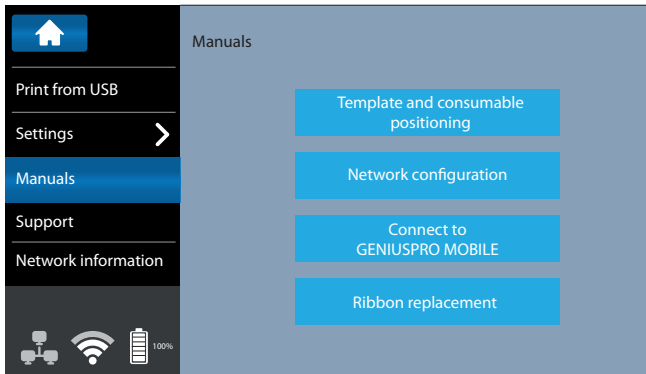 Manuals
Print from USB
Settings
Manuals
Support
Network information
100%
Template and consumable
positioning
Network configuration
Connect to
GENIUSPRO MOBILE
Ribbon replacement